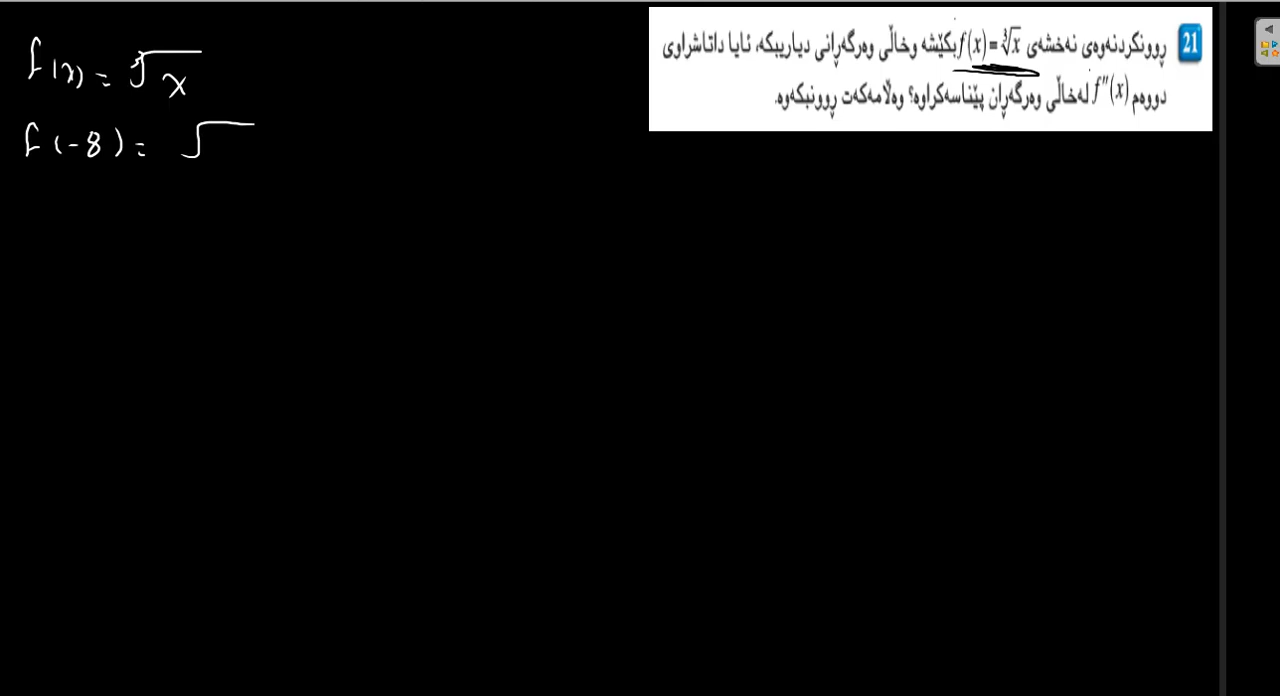 f(x) = ∛x
f(-8) = √
21 ڕوونکردنەوەی نەخشەی f(x)=∛x بکێشە وخاڵی وەرگەڕانی دیاریبکە، ئایا داتاشراوی
دووەم f″(x) لەخاڵی وەرگەڕان پێناسەکراوە؟ وەڵامەکەت ڕوونبکەوە.